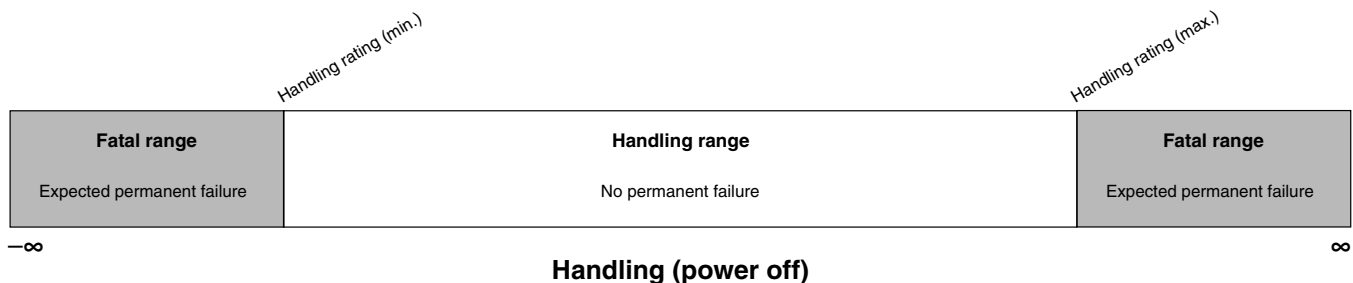 Handling rating (min.)
Handling rating (max.)
Fatal range
Handling range
Fatal range
Expected permanent failure
No permanent failure
Expected permanent failure
–∞
∞
Handling (power off)